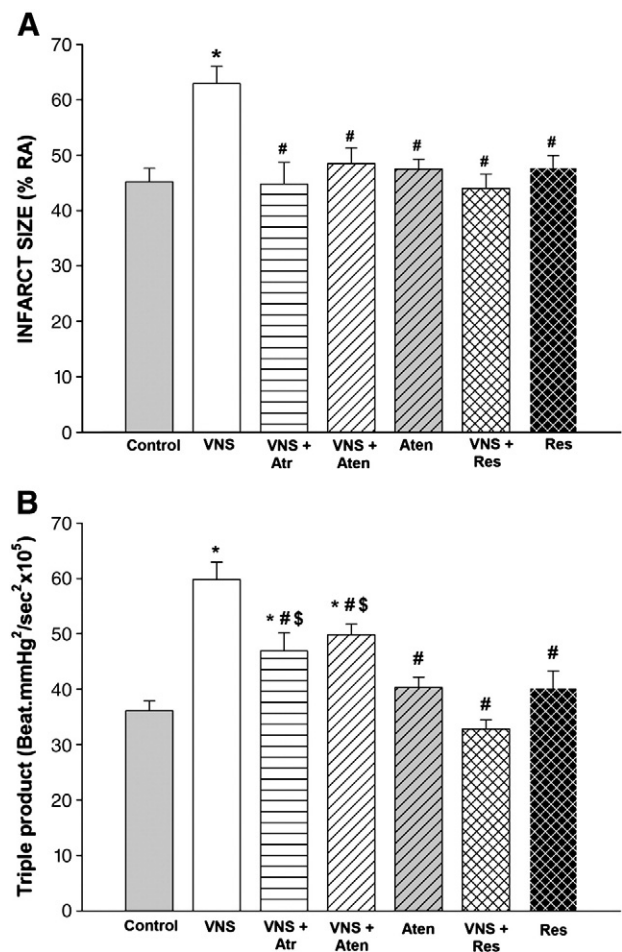 A
INFARCT SIZE (% RA)
70
60
50
40
30
20
10
0
*
#
#
#
#
#
Control
VNS
VNS +
Atr
VNS +
Aten
Aten
VNS +
Res
Res
B
Triple product (Beat.mmHg²/sec²x10⁵)
70
60
50
40
30
20
10
0
*
* # $
* # $
#
#
#
Control
VNS
VNS +
Atr
VNS +
Aten
Aten
VNS +
Res
Res